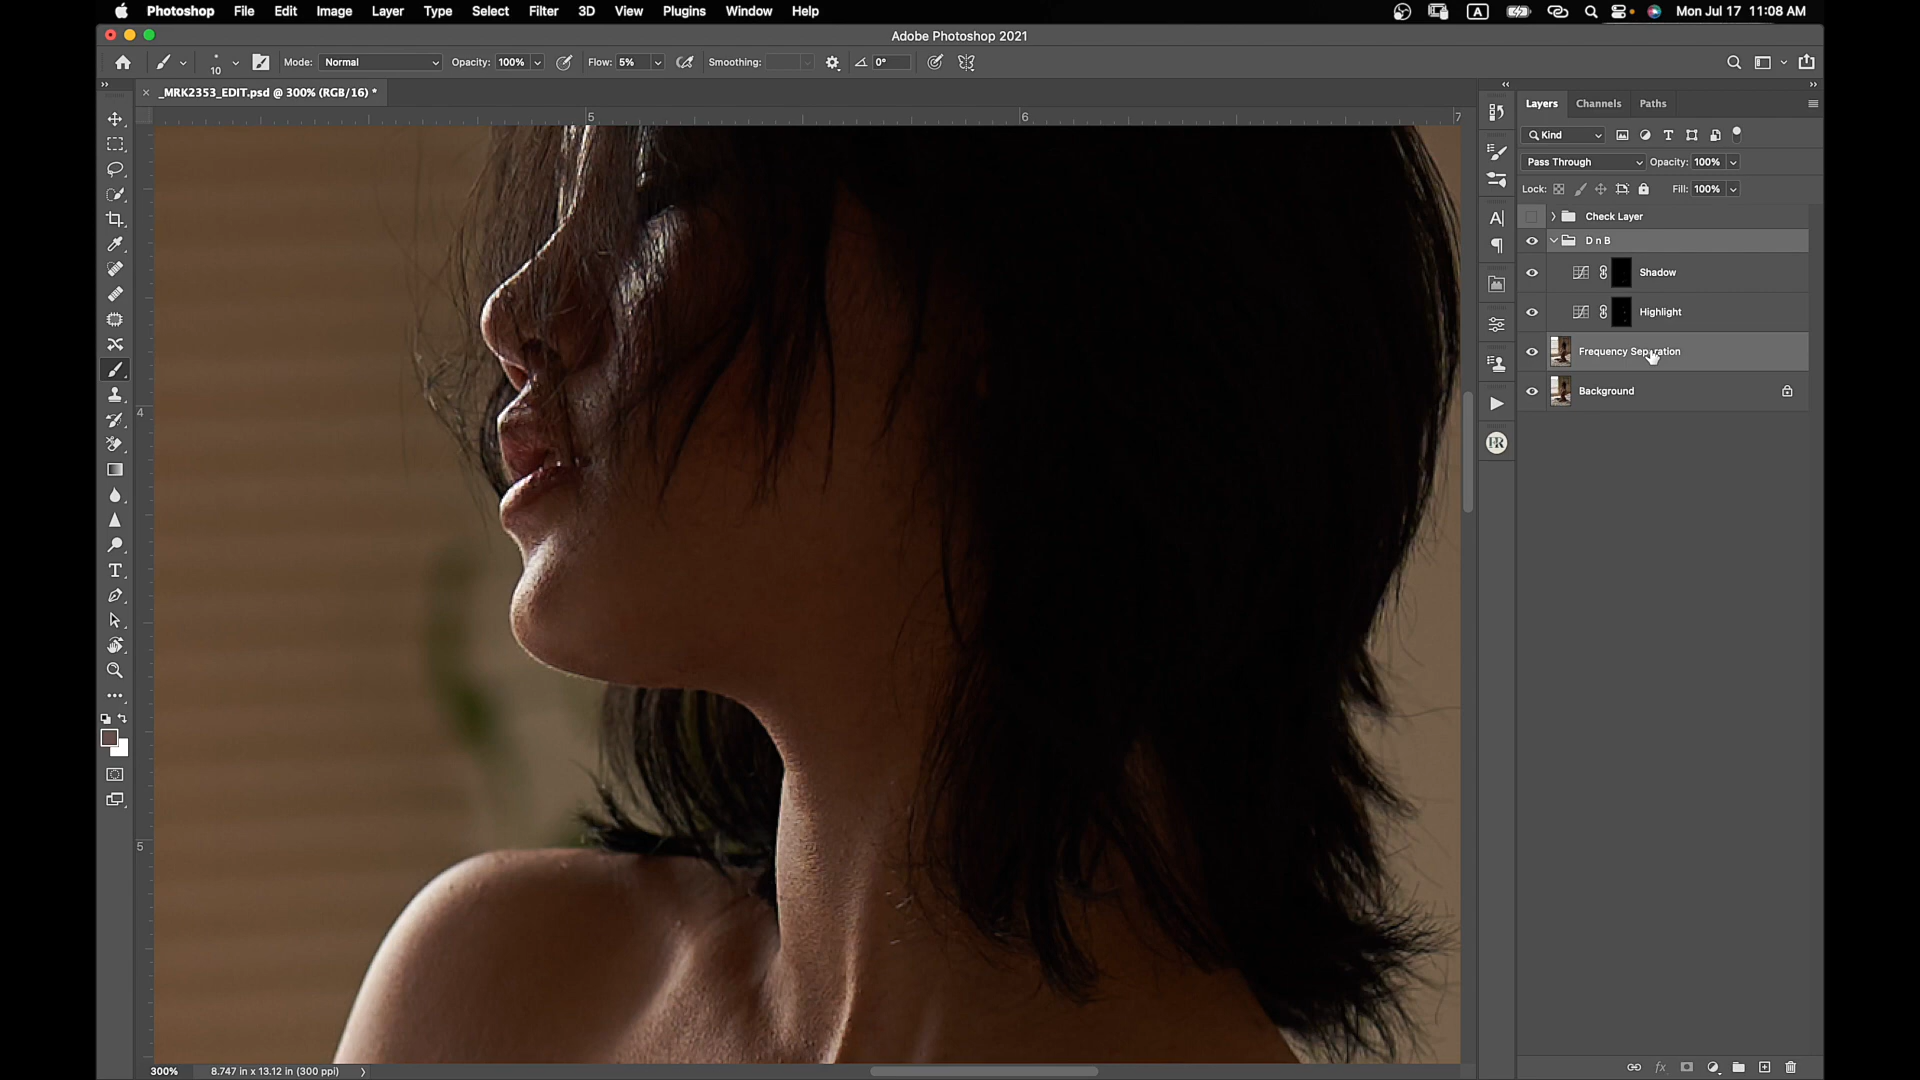 Photoshop File Edit Image Layer Type Select Filter 3D View Plugins Window Help A Mon Jul 17 11:08 AM
Adobe Photoshop 2021
10 Mode: Normal Opacity: 100% Flow: 5% Smoothing: 0°
_MRK2353_EDIT.psd @ 300% (RGB/16) *
Layers Channels Paths
5 6 7
Kind
Pass Through Opacity: 100%
Lock: Fill: 100%
Check Layer
D n B
Shadow
Highlight
Frequency Separation
Background
4
5
300% 8.747 in x 13.12 in (300 ppi)